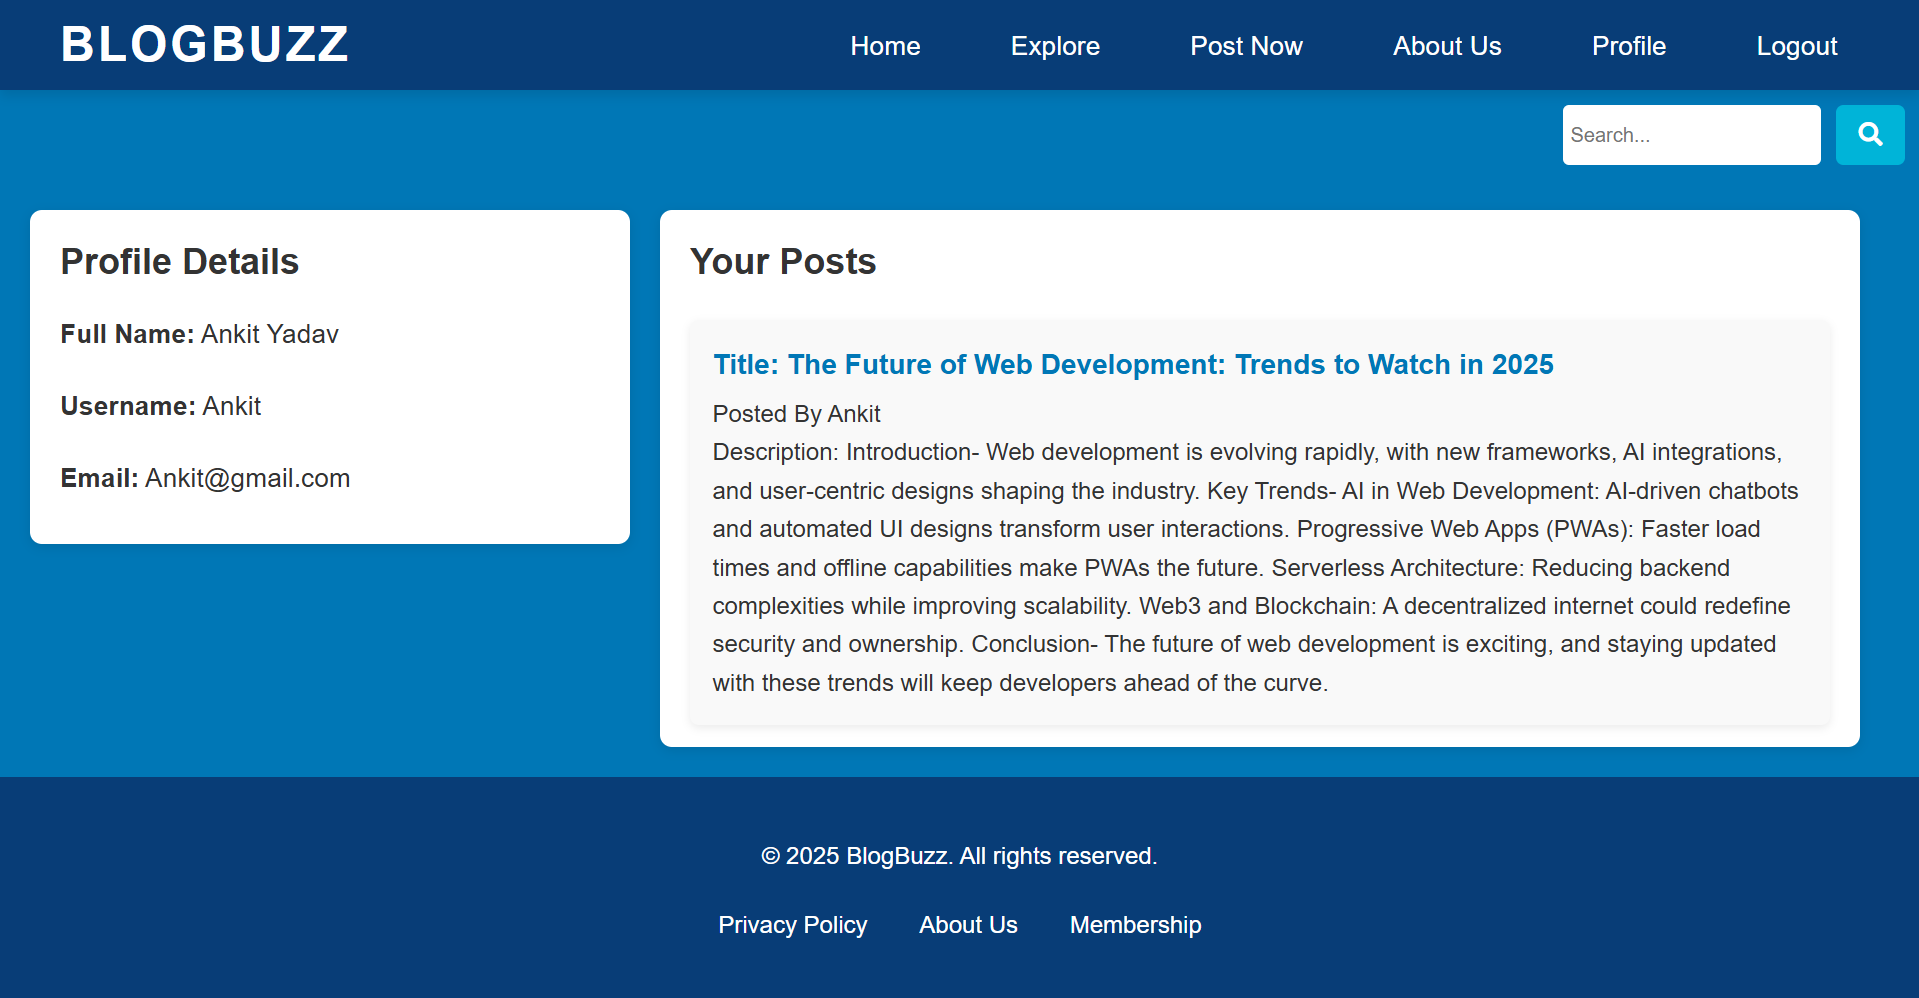 BLOGBUZZ
Home Explore Post Now About Us Profile Logout
Search...
Profile Details
Full Name: Ankit Yadav
Username: Ankit
Email: Ankit@gmail.com
Your Posts
Title: The Future of Web Development: Trends to Watch in 2025
Posted By Ankit
Description: Introduction- Web development is evolving rapidly, with new frameworks, AI integrations,
and user-centric designs shaping the industry. Key Trends- AI in Web Development: AI-driven chatbots
and automated UI designs transform user interactions. Progressive Web Apps (PWAs): Faster load
times and offline capabilities make PWAs the future. Serverless Architecture: Reducing backend
complexities while improving scalability. Web3 and Blockchain: A decentralized internet could redefine
security and ownership. Conclusion- The future of web development is exciting, and staying updated
with these trends will keep developers ahead of the curve.
© 2025 BlogBuzz. All rights reserved.
Privacy Policy About Us Membership